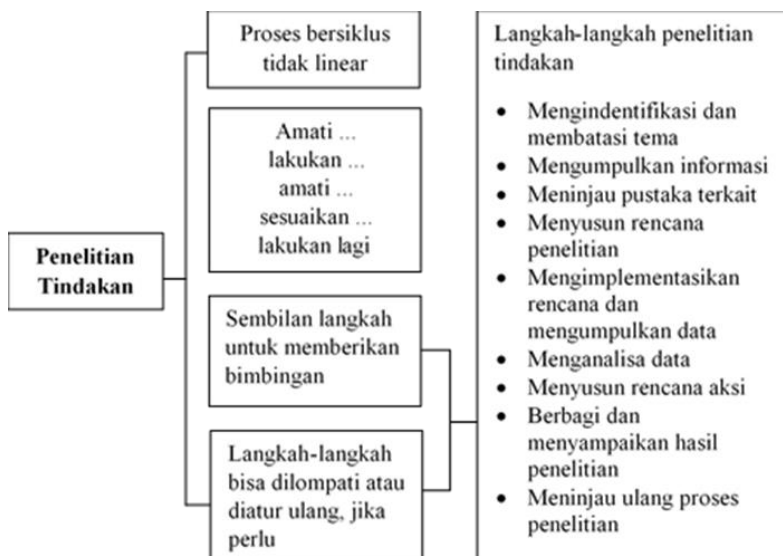 Penelitian
Tindakan
Proses bersiklus
tidak linear
Amati ...
lakukan ...
amati ...
sesuaikan ...
lakukan lagi
Sembilan langkah
untuk memberikan
bimbingan
Langkah-langkah
bisa dilompati atau
diatur ulang, jika
perlu
Langkah-langkah penelitian
tindakan
• Mengindentifikasi dan
membatasi tema
• Mengumpulkan informasi
• Meninjau pustaka terkait
• Menyusun rencana
penelitian
• Mengimplementasikan
rencana dan
mengumpulkan data
• Menganalisa data
• Menyusun rencana aksi
• Berbagi dan
menyampaikan hasil
penelitian
• Meninjau ulang proses
penelitian